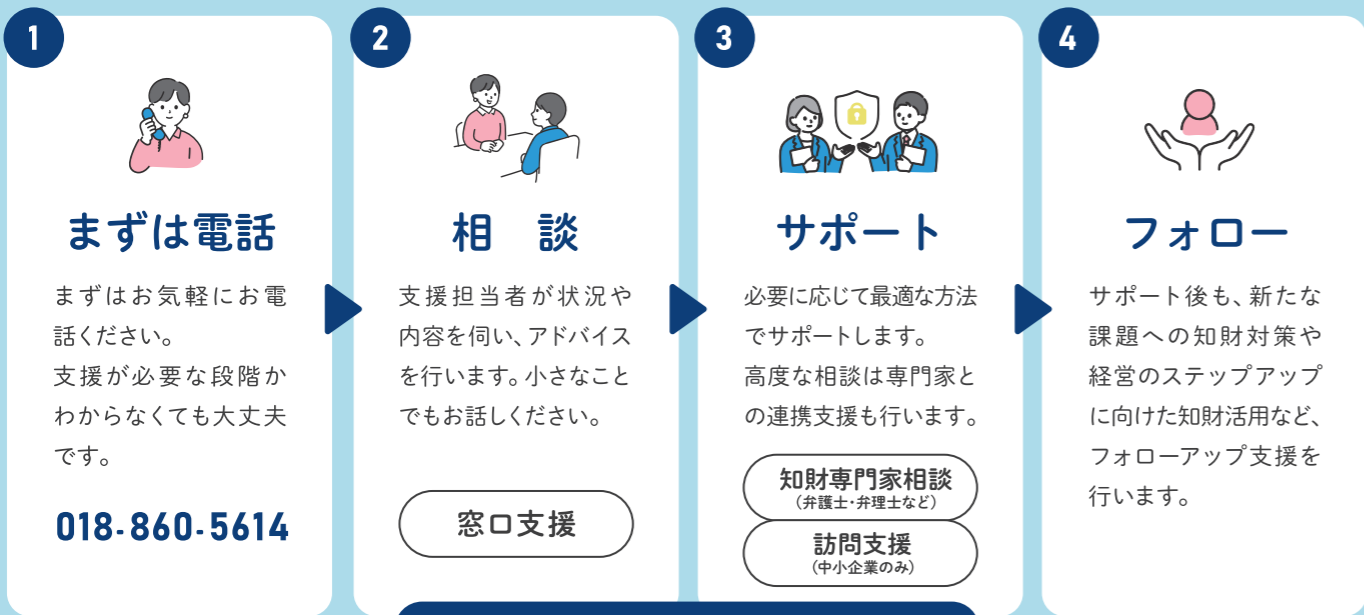 1
まずは電話
まずはお気軽にお電
話ください。
支援が必要な段階か
わからなくても大丈夫
です。
018-860-5614
2
相　談
支援担当者が状況や
内容を伺い、アドバイス
を行います。小さなこと
でもお話しください。
窓口支援
3
サポート
必要に応じて最適な方法
でサポートします。
高度な相談は専門家と
の連携支援も行います。
知財専門家相談
（弁護士・弁理士など）
訪問支援
（中小企業のみ）
4
フォロー
サポート後も、新たな
課題への知財対策や
経営のステップアップ
に向けた知財活用など、
フォローアップ支援を
行います。